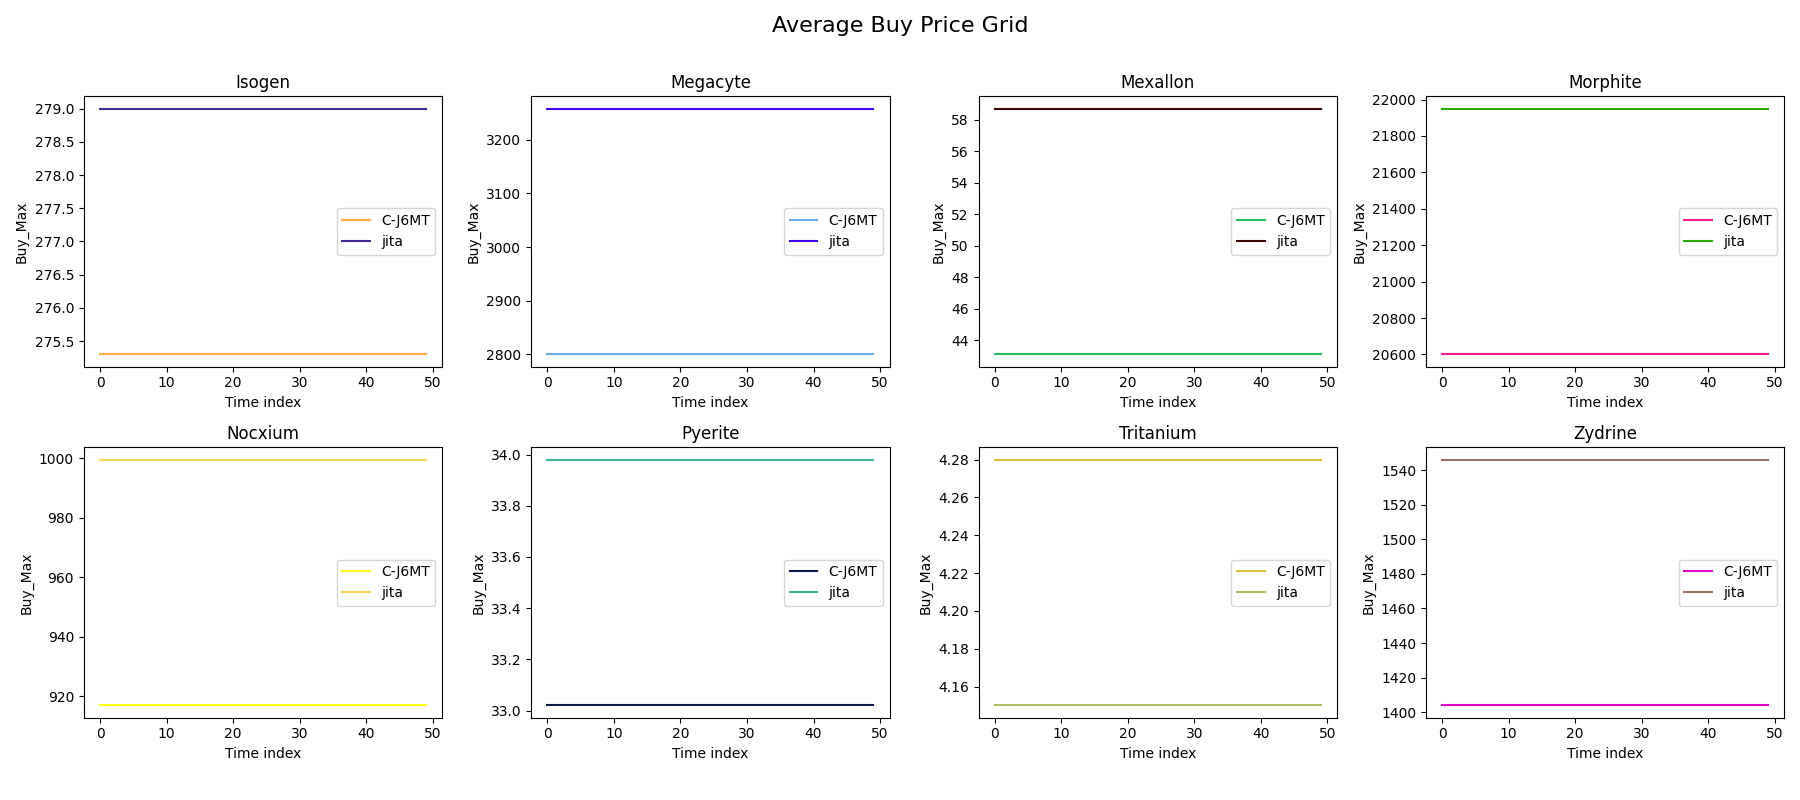 Average Buy Price Grid
Isogen
279.0
278.5
278.0
277.5
277.0
276.5
276.0
275.5
Buy_Max
C-J6MT
jita
0 10 20 30 40 50
Time index
Megacyte
3200
3100
3000
2900
2800
Buy_Max
C-J6MT
jita
0 10 20 30 40 50
Time index
Mexallon
58
56
54
52
50
48
46
44
Buy_Max
C-J6MT
jita
0 10 20 30 40 50
Time index
Morphite
22000
21800
21600
21400
21200
21000
20800
20600
Buy_Max
C-J6MT
jita
0 10 20 30 40 50
Time index
Nocxium
1000
980
960
940
920
Buy_Max
C-J6MT
jita
0 10 20 30 40 50
Time index
Pyerite
34.0
33.8
33.6
33.4
33.2
33.0
Buy_Max
C-J6MT
jita
0 10 20 30 40 50
Time index
Tritanium
4.28
4.26
4.24
4.22
4.20
4.18
4.16
Buy_Max
C-J6MT
jita
0 10 20 30 40 50
Time index
Zydrine
1540
1520
1500
1480
1460
1440
1420
1400
Buy_Max
C-J6MT
jita
0 10 20 30 40 50
Time index